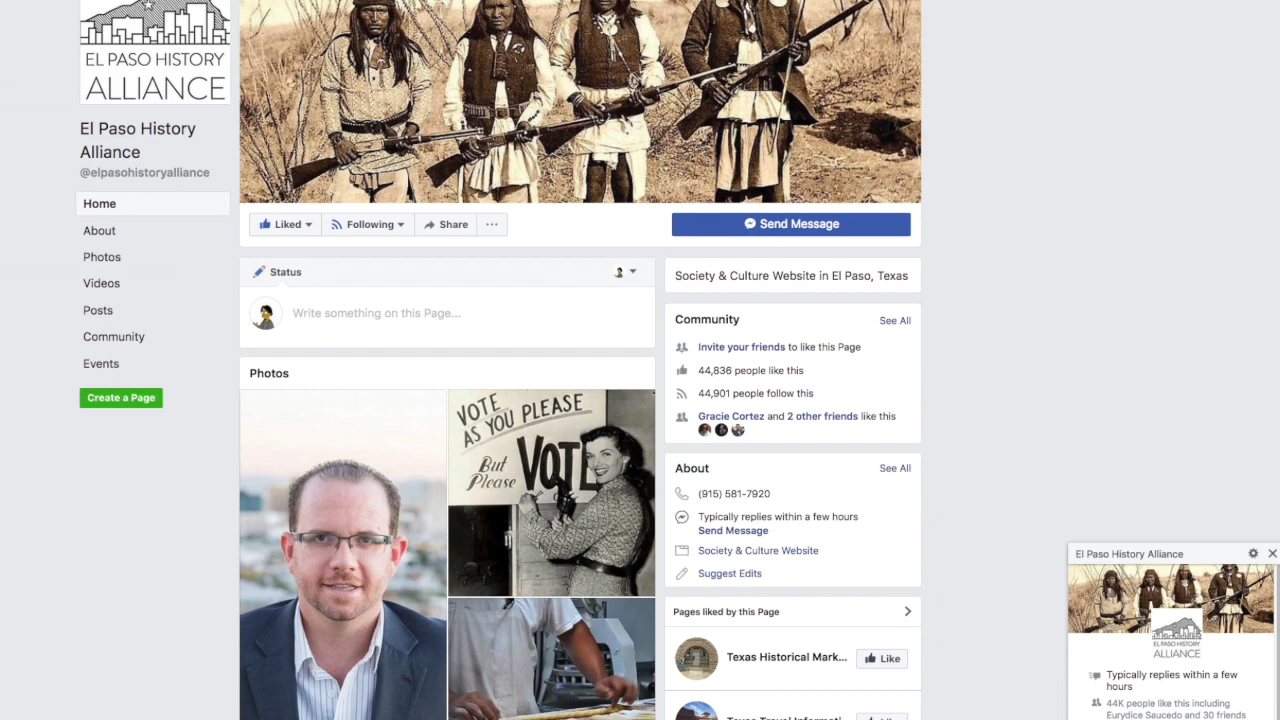 EL PASO HISTORY
ALLIANCE
El Paso History
Alliance
@elpasohistoryalliance
Home
About
Photos
Videos
Posts
Community
Events
Create a Page
Liked
Following
Share
Send Message
Status
Write something on this Page...
Photos
VOTE
AS YOU PLEASE
But
Please
VOTE
Society & Culture Website in El Paso, Texas
Community
See All
Invite your friends to like this Page
44,836 people like this
44,901 people follow this
Gracie Cortez and 2 other friends like this
About
See All
(915) 581-7920
Typically replies within a few hours
Send Message
Society & Culture Website
Suggest Edits
Pages liked by this Page
Texas Historical Mark...
Like
El Paso History Alliance
EL PASO HISTORY
ALLIANCE
Typically replies within a few
hours
44K people like this including
Eurydice Saucedo and 30 friends